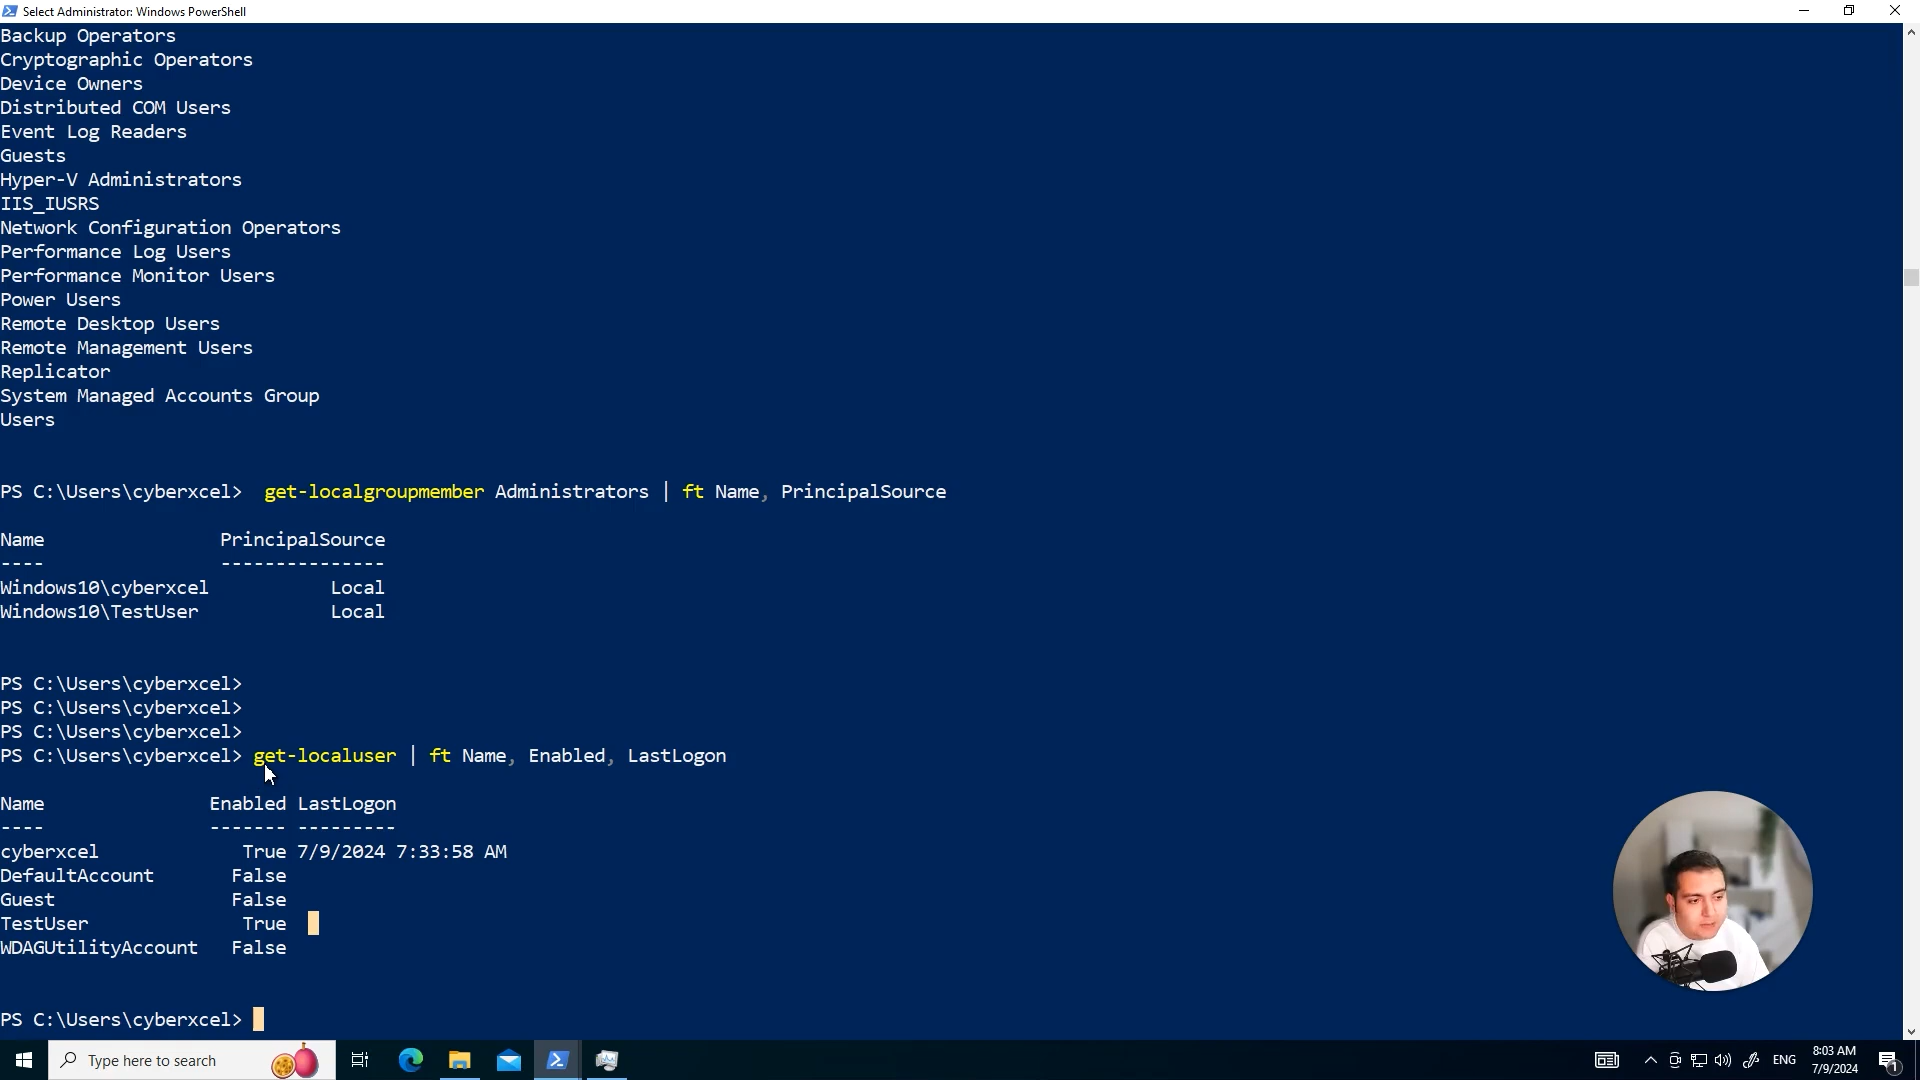 Select Administrator: Windows PowerShell
Backup Operators
Cryptographic Operators
Device Owners
Distributed COM Users
Event Log Readers
Guests
Hyper-V Administrators
IIS_IUSRS
Network Configuration Operators
Performance Log Users
Performance Monitor Users
Power Users
Remote Desktop Users
Remote Management Users
Replicator
System Managed Accounts Group
Users
PS C:\Users\cyberxcel>  get-localgroupmember Administrators | ft Name, PrincipalSource
Name                PrincipalSource
----                ---------------
Windows10\cyberxcel           Local
Windows10\TestUser            Local
PS C:\Users\cyberxcel>
PS C:\Users\cyberxcel>
PS C:\Users\cyberxcel>
PS C:\Users\cyberxcel> get-localuser | ft Name, Enabled, LastLogon
Name               Enabled LastLogon
----               ------- ---------
cyberxcel             True 7/9/2024 7:33:58 AM
DefaultAccount       False
Guest                False
TestUser              True
WDAGUtilityAccount   False
PS C:\Users\cyberxcel>
Type here to search
ENG
8:03 AM
7/9/2024
1